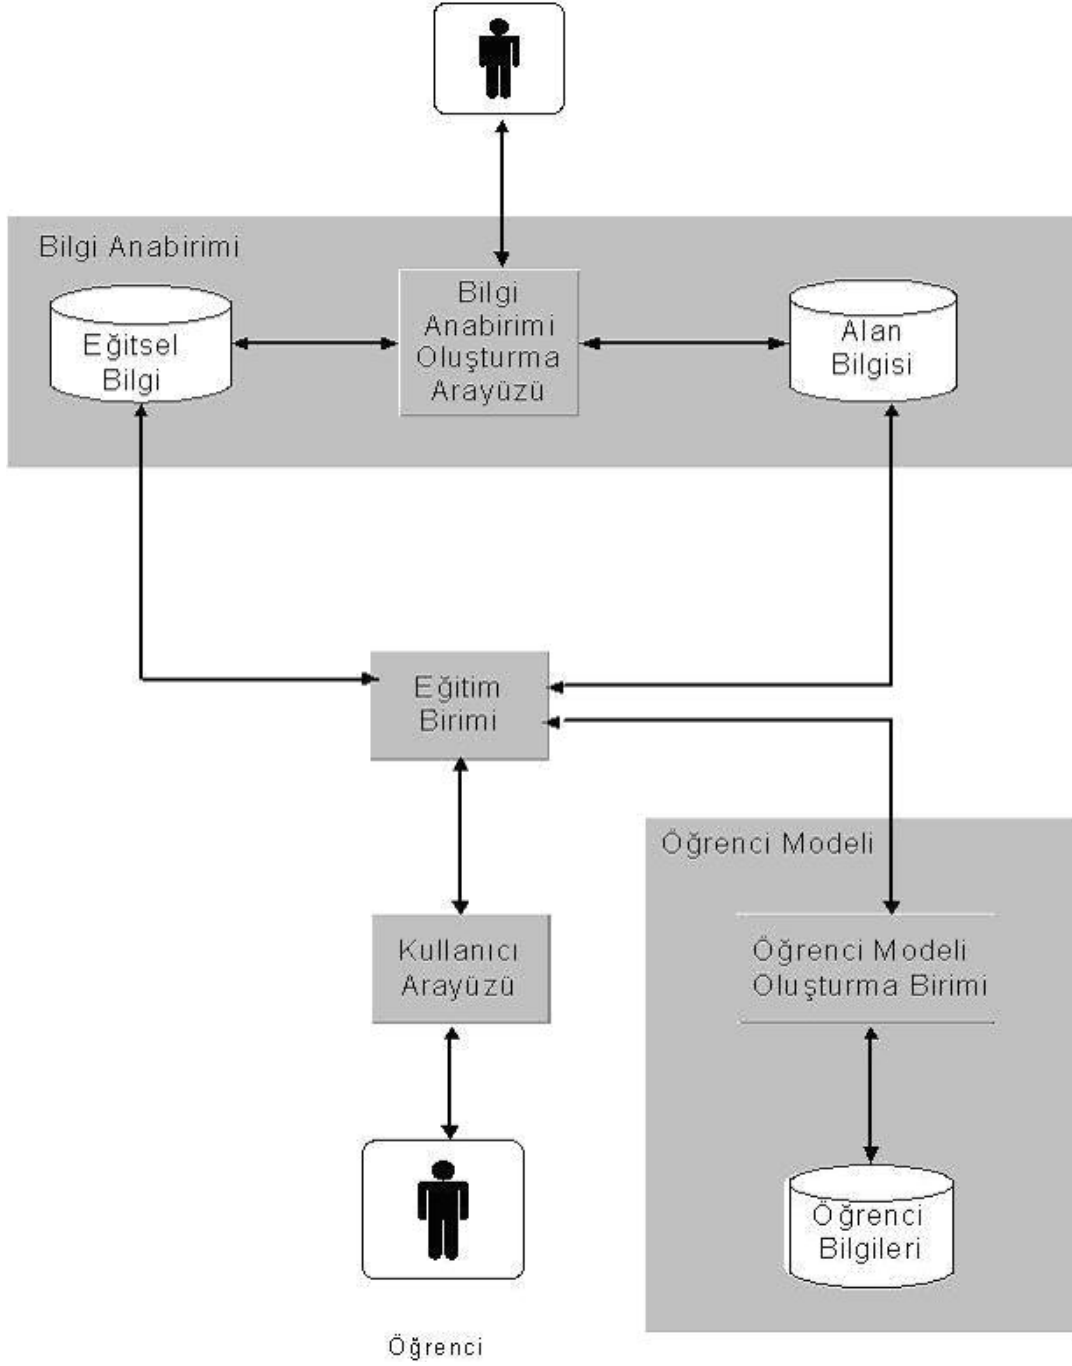 Bilgi Anabirimi
Eğitsel
Bilgi
Bilgi
Anabirimi
Oluşturma
Arayüzü
Alan
Bilgisi
Eğitim
Birimi
Öğrenci Modeli
Kullanıcı
Arayüzü
Öğrenci Modeli
Oluşturma Birimi
Öğrenci
Bilgileri
Öğrenci